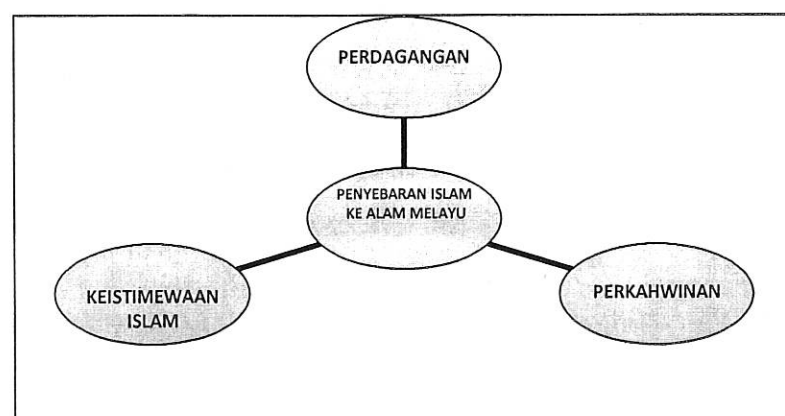 PERDAGANGAN
PENYEBARAN ISLAM
KE ALAM MELAYU
KEISTIMEWAAN
ISLAM
PERKAHWINAN